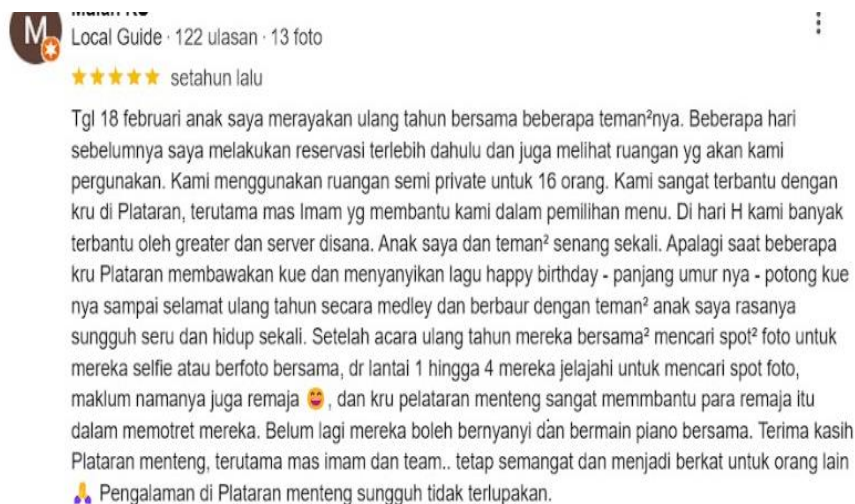 M
Local Guide · 122 ulasan · 13 foto
★★★★★ setahun lalu
Tgl 18 februari anak saya merayakan ulang tahun bersama beberapa teman²nya. Beberapa hari
sebelumnya saya melakukan reservasi terlebih dahulu dan juga melihat ruangan yg akan kami
pergunakan. Kami menggunakan ruangan semi private untuk 16 orang. Kami sangat terbantu dengan
kru di Plataran, terutama mas Imam yg membantu kami dalam pemilihan menu. Di hari H kami banyak
terbantu oleh greater dan server disana. Anak saya dan teman² senang sekali. Apalagi saat beberapa
kru Plataran membawakan kue dan menyanyikan lagu happy birthday - panjang umur nya - potong kue
nya sampai selamat ulang tahun secara medley dan berbaur dengan teman² anak saya rasanya
sungguh seru dan hidup sekali. Setelah acara ulang tahun mereka bersama² mencari spot² foto untuk
mereka selfie atau berfoto bersama, dr lantai 1 hingga 4 mereka jelajahi untuk mencari spot foto,
maklum namanya juga remaja 😄, dan kru pelataran menteng sangat memmbantu para remaja itu
dalam memotret mereka. Belum lagi mereka boleh bernyanyi dan bermain piano bersama. Terima kasih
Plataran menteng, terutama mas imam dan team.. tetap semangat dan menjadi berkat untuk orang lain
🙏 Pengalaman di Plataran menteng sungguh tidak terlupakan.